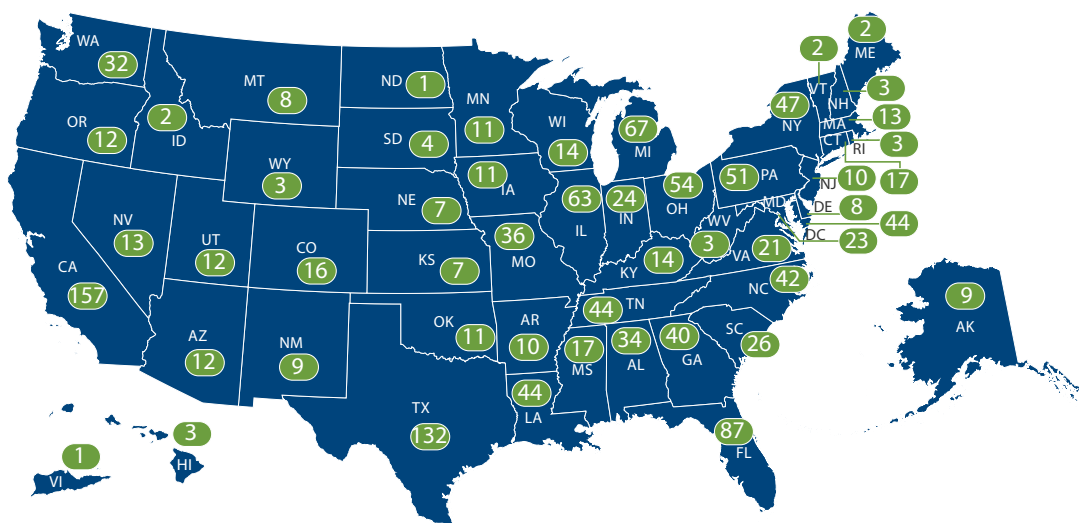 WA
32
MT
8
ND
1
MN
11
OR
12
2
ID
SD
4
WI
14
67
MI
WY
3
11
IA
NE
7
NV
13
UT
12
CO
16
KS
7
36
MO
63
IL
24
IN
54
OH
51
PA
47
NY
2
VT
2
ME
3
NH
13
MA
CT
3
RI
17
10
NJ
8
DE
44
MD
23
DC
WV
3
21
VA
14
KY
42
NC
44
TN
CA
157
AZ
12
NM
9
OK
11
AR
10
17
MS
34
AL
40
GA
SC
26
TX
132
44
LA
87
FL
9
AK
3
HI
1
VI